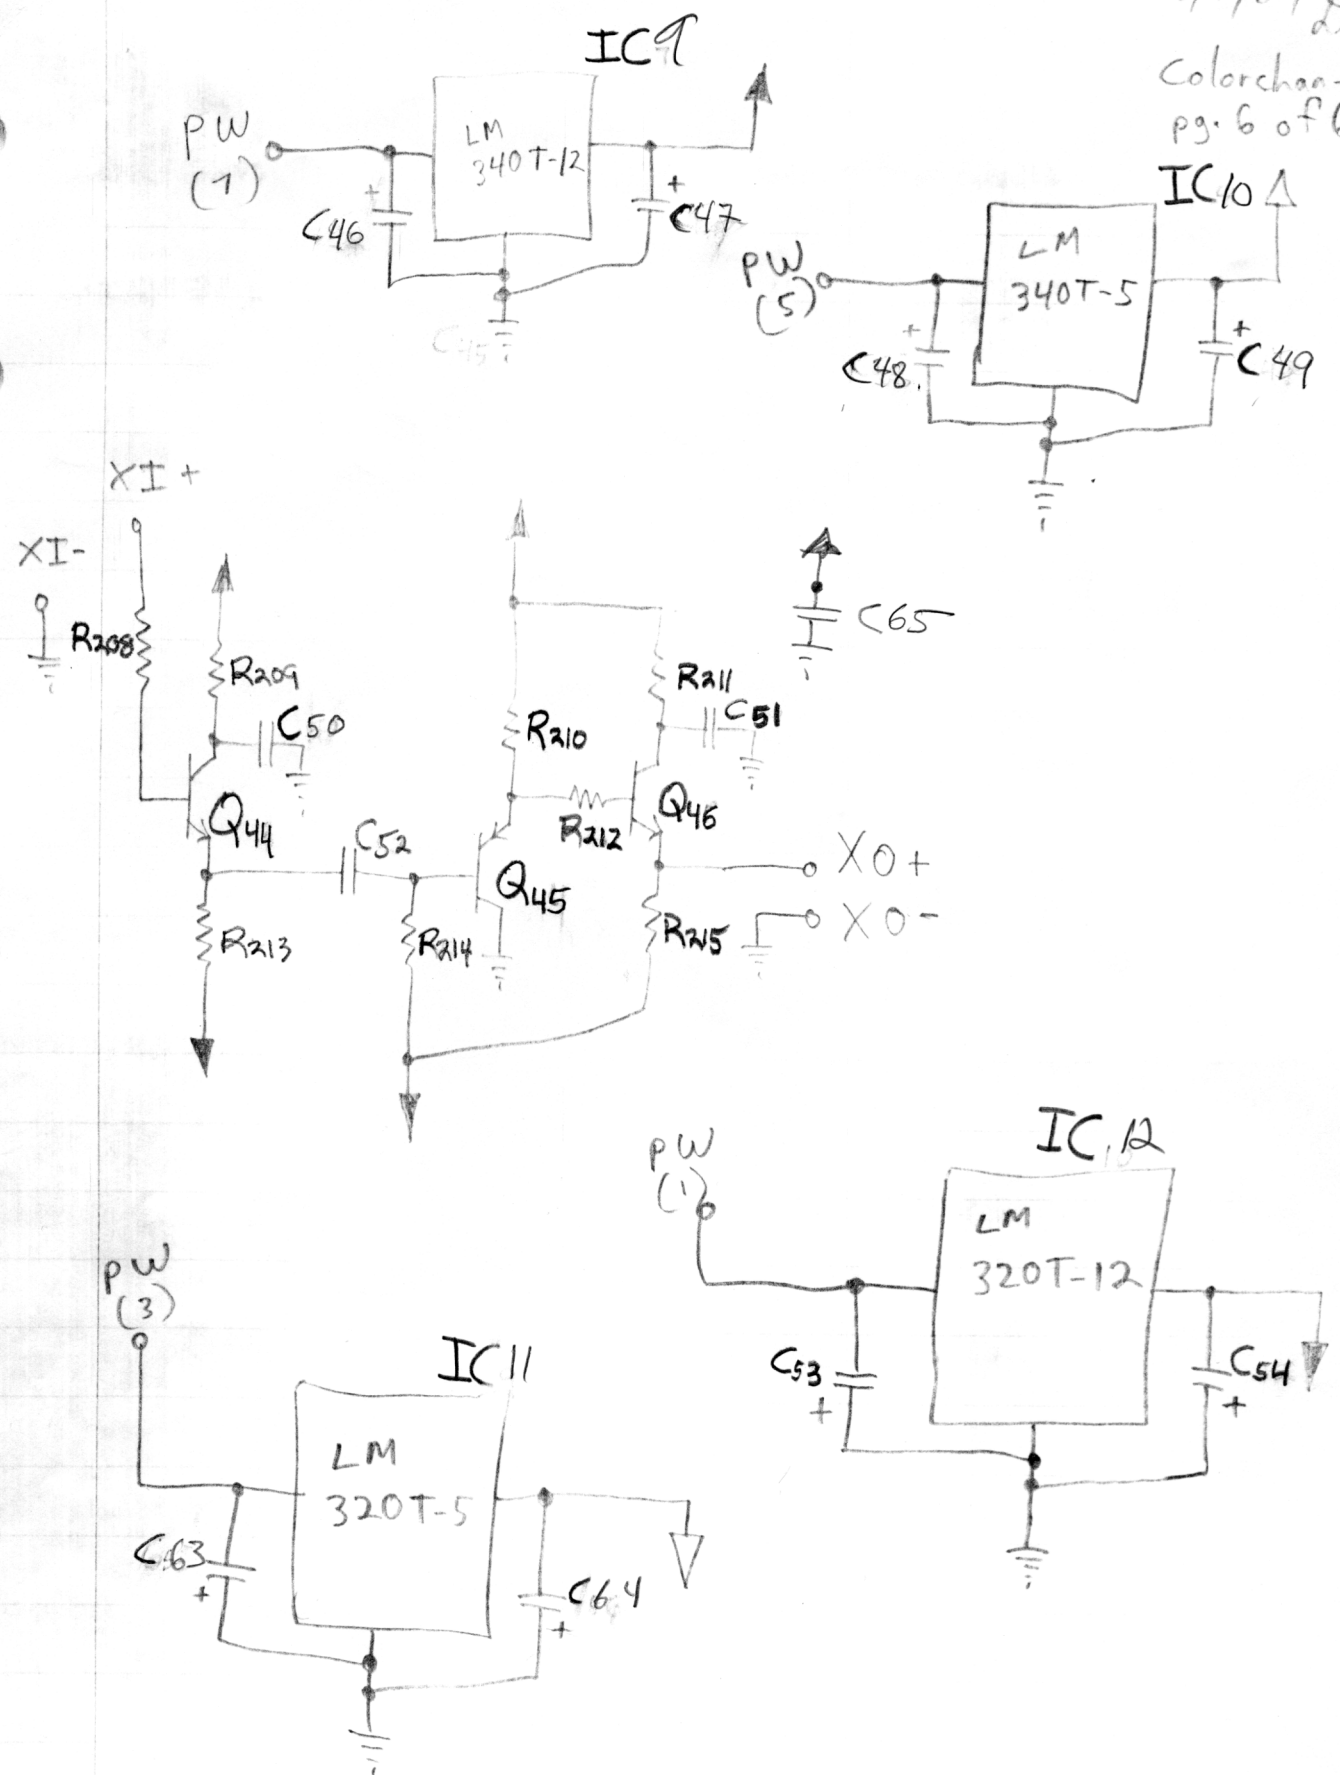 IC9
Colorchan-
pg. 6 of 6
PW
(7)
LM
340T-12
C46
+
+
C47
IC10
PW
(5)
LM
340T-5
+
C48
+
C49
C45
XI+
XI-
R208
R209
C50
Q44
C52
R213
R214
R210
R211
C51
R212
Q46
Q45
R215
C65
XO+
XO-
PW
(1)
IC12
LM
320T-12
C53
+
C54
+
PW
(3)
IC11
LM
320T-5
C63
+
C64
+